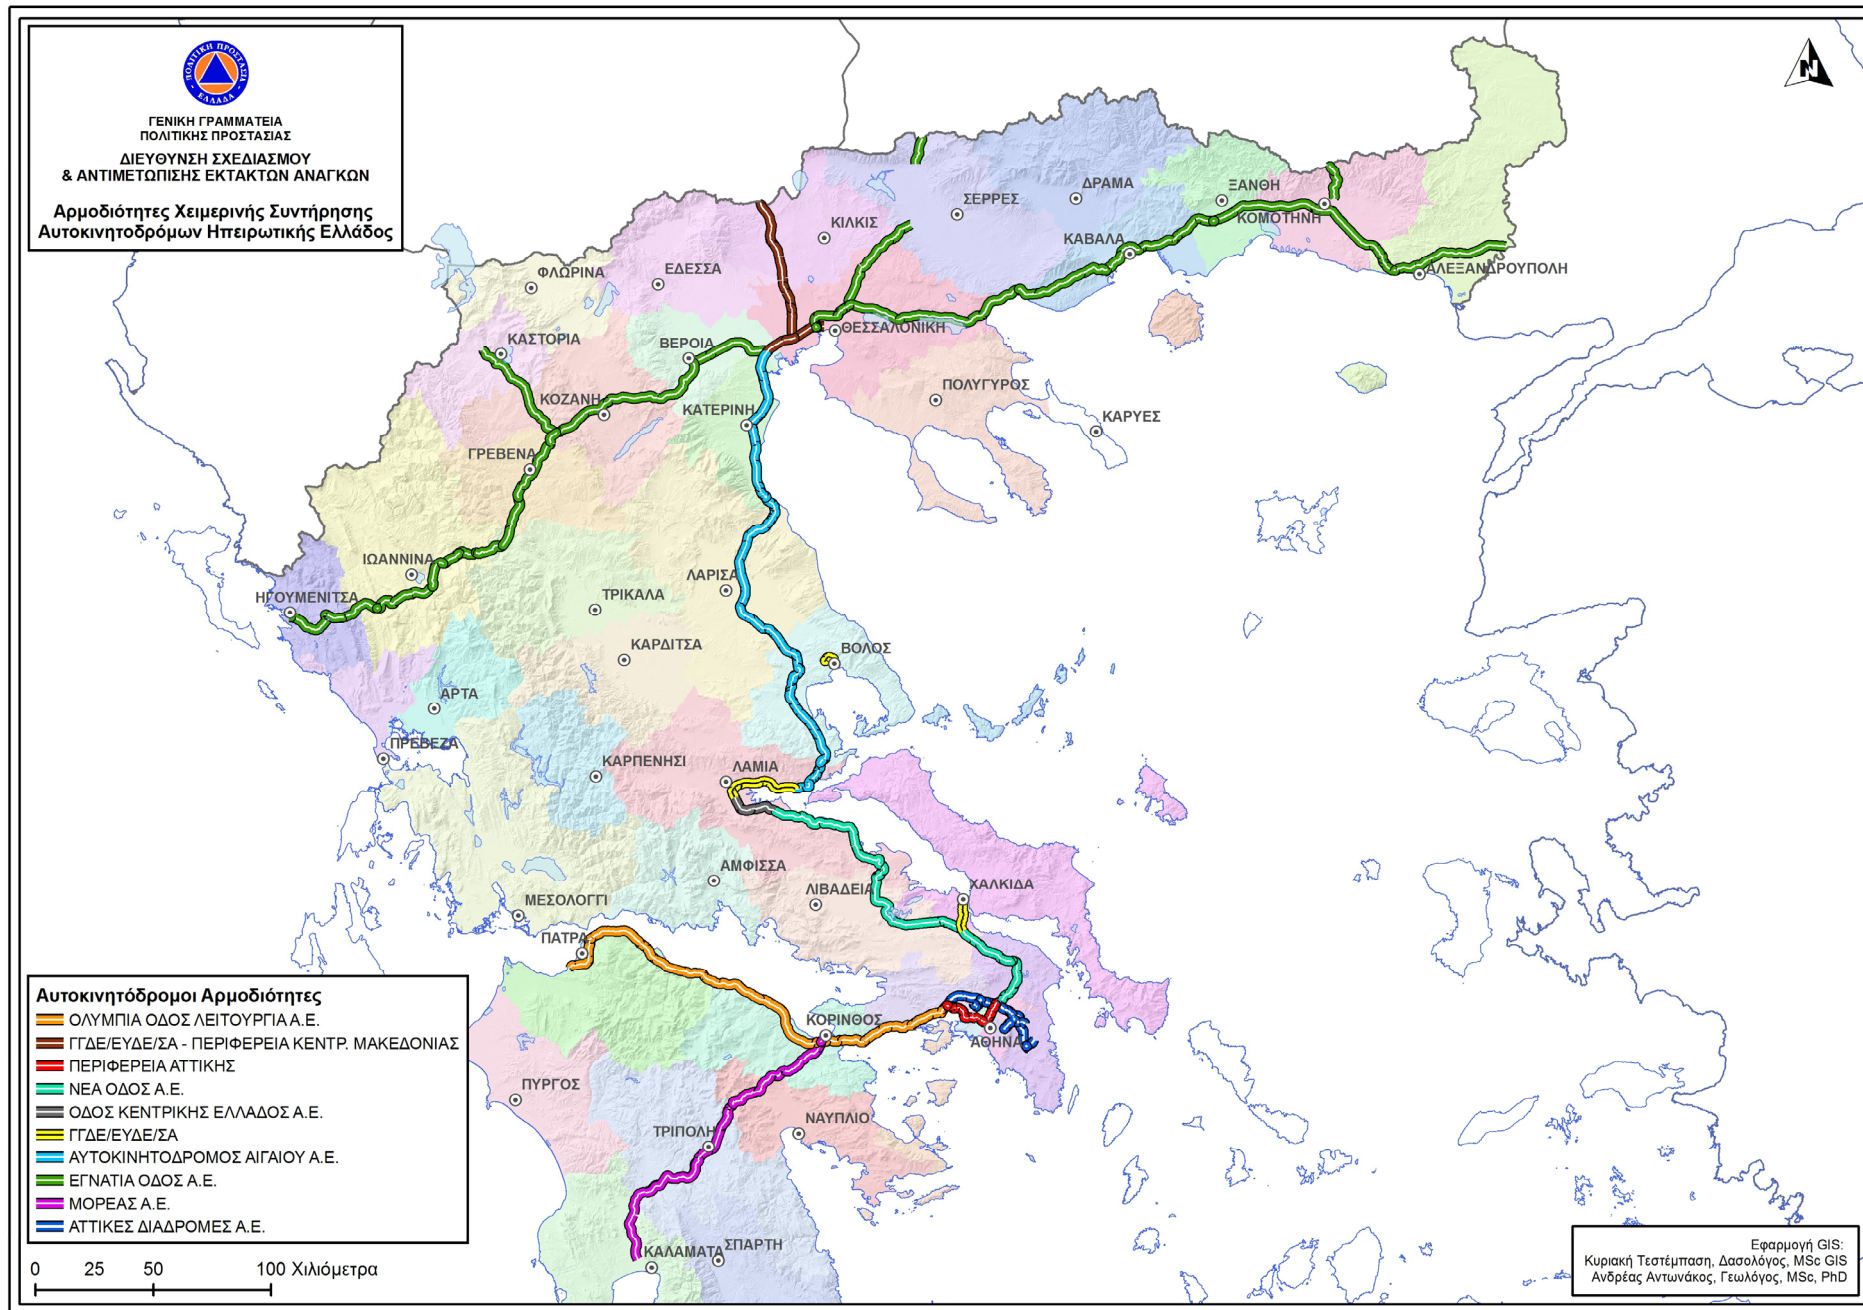 ΠΟΛΙΤΙΚΗ ΠΡΟΣΤΑΣΙΑ
ΕΛΛΑΔΑ
ΓΕΝΙΚΗ ΓΡΑΜΜΑΤΕΙΑ
ΠΟΛΙΤΙΚΗΣ ΠΡΟΣΤΑΣΙΑΣ
ΔΙΕΥΘΥΝΣΗ ΣΧΕΔΙΑΣΜΟΥ
& ΑΝΤΙΜΕΤΩΠΙΣΗΣ ΕΚΤΑΚΤΩΝ ΑΝΑΓΚΩΝ
Αρμοδιότητες Χειμερινής Συντήρησης
Αυτοκινητοδρόμων Ηπειρωτικής Ελλάδος
N
ΞΑΝΘΗ
ΔΡΑΜΑ
ΣΕΡΡΕΣ
ΚΟΜΟΤΗΝΗ
ΚΙΛΚΙΣ
ΚΑΒΑΛΑ
ΑΛΕΞΑΝΔΡΟΥΠΟΛΗ
ΦΛΩΡΙΝΑ
ΕΔΕΣΣΑ
ΘΕΣΣΑΛΟΝΙΚΗ
ΚΑΣΤΟΡΙΑ
ΒΕΡΟΙΑ
ΠΟΛΥΓΥΡΟΣ
ΚΟΖΑΝΗ
ΚΑΤΕΡΙΝΗ
ΚΑΡΥΕΣ
ΓΡΕΒΕΝΑ
ΙΩΑΝΝΙΝΑ
ΛΑΡΙΣΑ
ΗΓΟΥΜΕΝΙΤΣΑ
ΤΡΙΚΑΛΑ
ΚΑΡΔΙΤΣΑ
ΒΟΛΟΣ
ΑΡΤΑ
ΠΡΕΒΕΖΑ
ΚΑΡΠΕΝΗΣΙ
ΛΑΜΙΑ
ΑΜΦΙΣΣΑ
ΛΙΒΑΔΕΙΑ
ΧΑΛΚΙΔΑ
ΜΕΣΟΛΟΓΓΙ
ΠΑΤΡΑ
ΚΟΡΙΝΘΟΣ
ΑΘΗΝΑ
ΠΥΡΓΟΣ
ΝΑΥΠΛΙΟ
ΤΡΙΠΟΛΗ
ΚΑΛΑΜΑΤΑ
ΣΠΑΡΤΗ
Αυτοκινητόδρομοι Αρμοδιότητες
ΟΛΥΜΠΙΑ ΟΔΟΣ ΛΕΙΤΟΥΡΓΙΑ Α.Ε.
ΓΓΔΕ/ΕΥΔΕ/ΣΑ - ΠΕΡΙΦΕΡΕΙΑ ΚΕΝΤΡ. ΜΑΚΕΔΟΝΙΑΣ
ΠΕΡΙΦΕΡΕΙΑ ΑΤΤΙΚΗΣ
ΝΕΑ ΟΔΟΣ Α.Ε.
ΟΔΟΣ ΚΕΝΤΡΙΚΗΣ ΕΛΛΑΔΟΣ Α.Ε.
ΓΓΔΕ/ΕΥΔΕ/ΣΑ
ΑΥΤΟΚΙΝΗΤΟΔΡΟΜΟΣ ΑΙΓΑΙΟΥ Α.Ε.
ΕΓΝΑΤΙΑ ΟΔΟΣ Α.Ε.
ΜΟΡΕΑΣ Α.Ε.
ΑΤΤΙΚΕΣ ΔΙΑΔΡΟΜΕΣ Α.Ε.
0 25 50 100 Χιλιόμετρα
Εφαρμογή GIS:
Κυριακή Τεστέμπαση, Δασολόγος, MSc GIS
Ανδρέας Αντωνάκος, Γεωλόγος, MSc, PhD